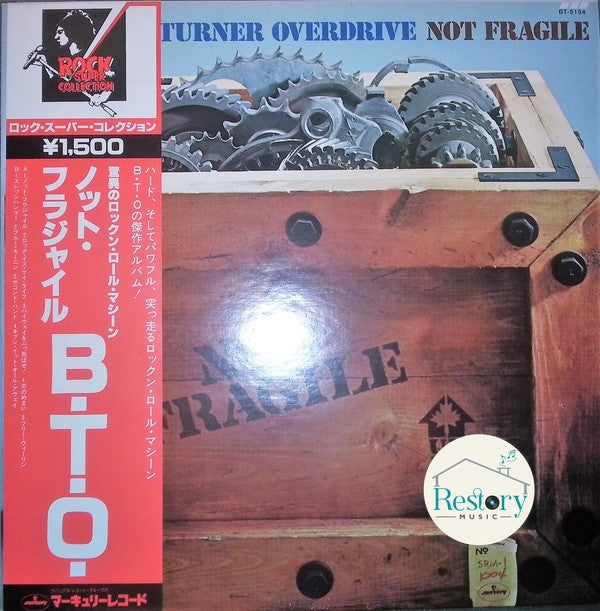 TURNER OVERDRIVE NOT FRAGILE
BT-5154
ROCK
SUPER
COLLECTION
ロック・スーパー・コレクション
¥1,500
ハード、そしてパワフル、突っ走るロックン・ロール・マシーン
B・T・Oの傑作アルバム!
驚異のロックン・ロール・マシーン
ノット・
フラジャイル
B.T.O.
マーキュリーレコード
FRAGILE
Restory
MUSIC
No
SRM-1
1004